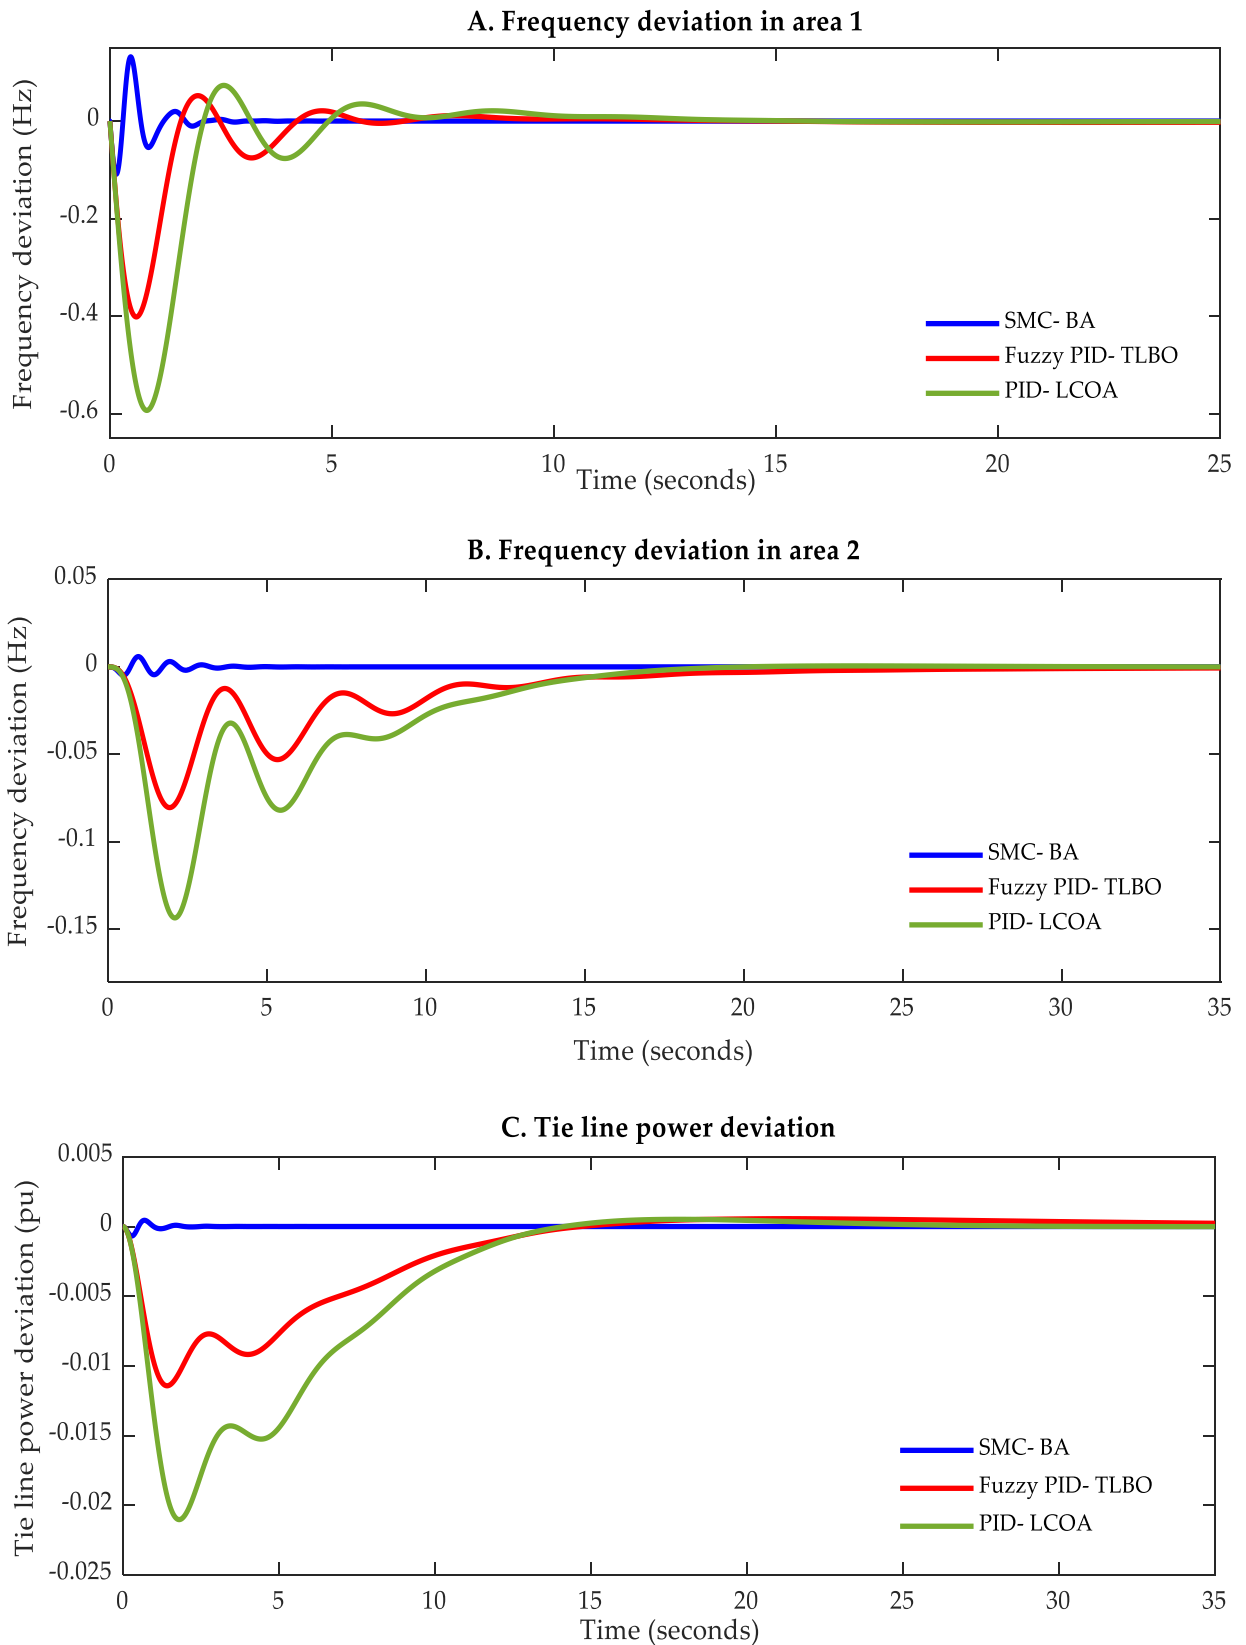 A. Frequency deviation in area 1
Frequency deviation (Hz)
0
-0.2
-0.4
-0.6
SMC- BA
Fuzzy PID- TLBO
PID- LCOA
0 5 10 15 20 25
Time (seconds)
B. Frequency deviation in area 2
Frequency deviation (Hz)
0.05
0
-0.05
-0.1
-0.15
SMC- BA
Fuzzy PID- TLBO
PID- LCOA
0 5 10 15 20 25 30 35
Time (seconds)
C. Tie line power deviation
Tie line power deviation (pu)
0.005
0
-0.005
-0.01
-0.015
-0.02
-0.025
SMC- BA
Fuzzy PID- TLBO
PID- LCOA
0 5 10 15 20 25 30 35
Time (seconds)